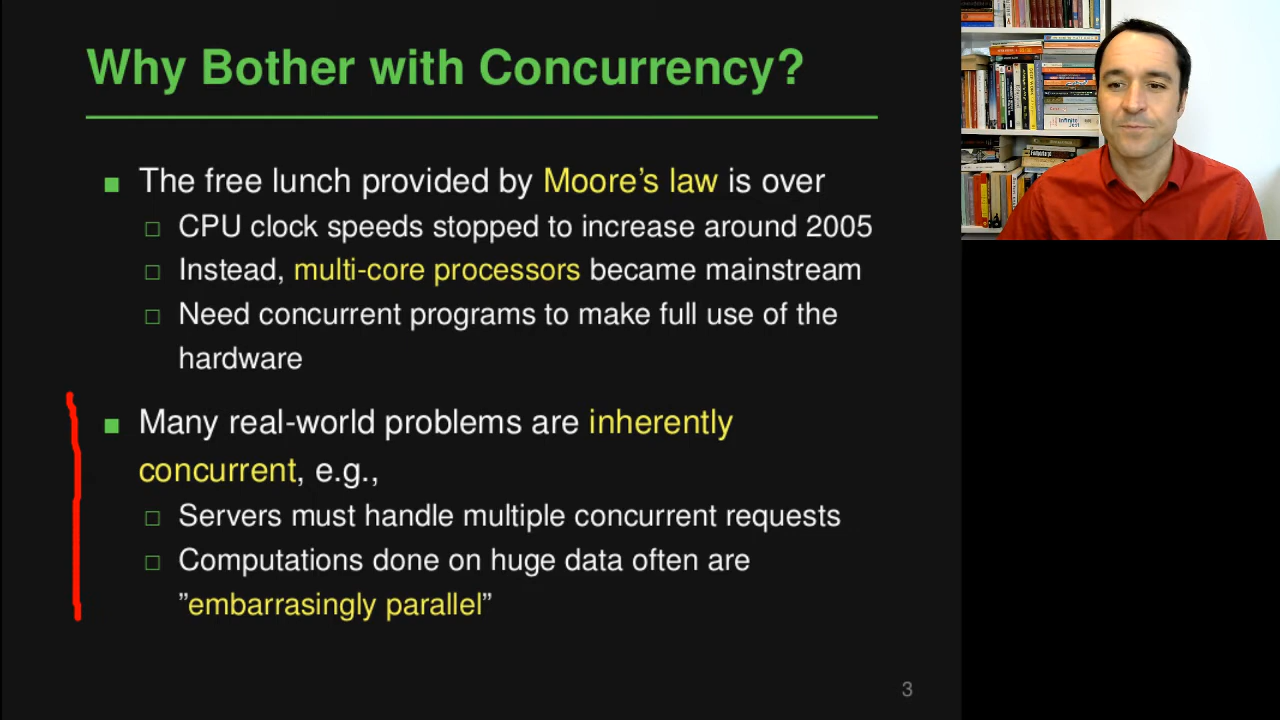 Why Bother with Concurrency?
The free lunch provided by Moore's law is over
CPU clock speeds stopped to increase around 2005
Instead, multi-core processors became mainstream
Need concurrent programs to make full use of the
hardware
Many real-world problems are inherently
concurrent, e.g.,
Servers must handle multiple concurrent requests
Computations done on huge data often are
”embarrasingly parallel”
3
Infinite
Jest